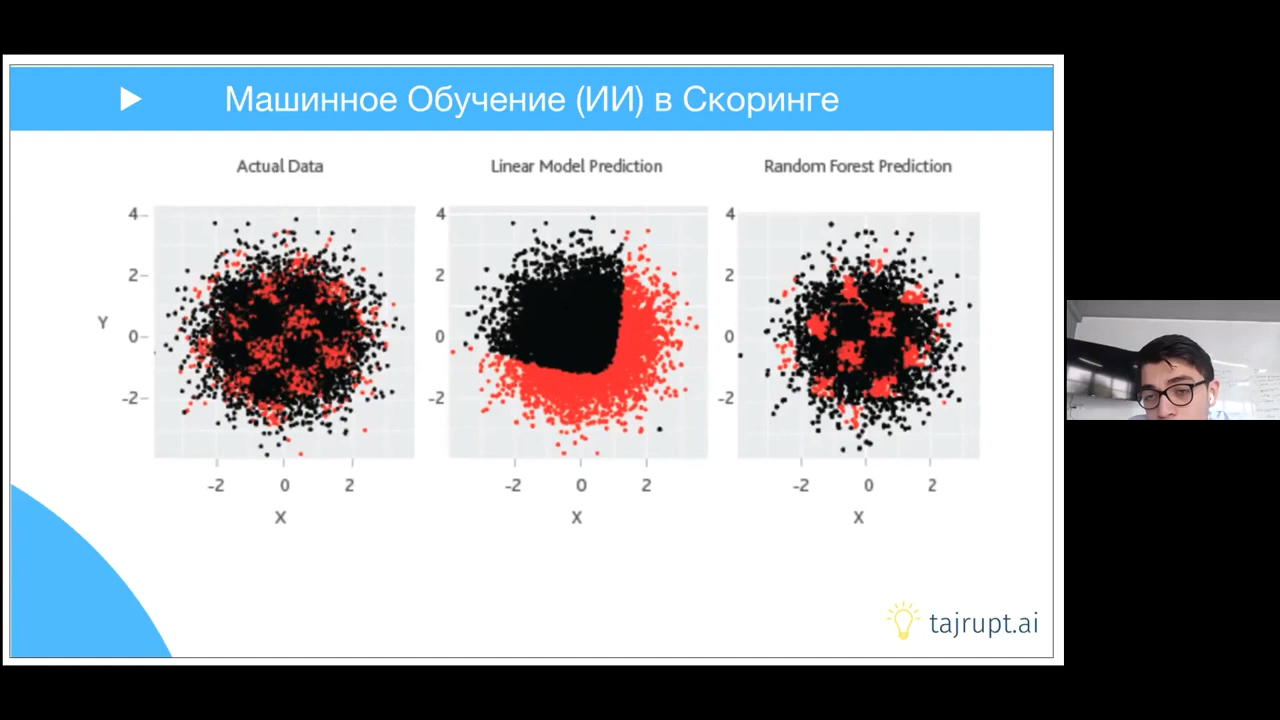 Машинное Обучение (ИИ) в Скоринге
Actual Data
Linear Model Prediction
Random Forest Prediction
4
2
0
-2
Y
-2 0 2
X
4
2
0
-2
-2 0 2
X
4
2
0
-2
-2 0 2
X
tajrupt.ai